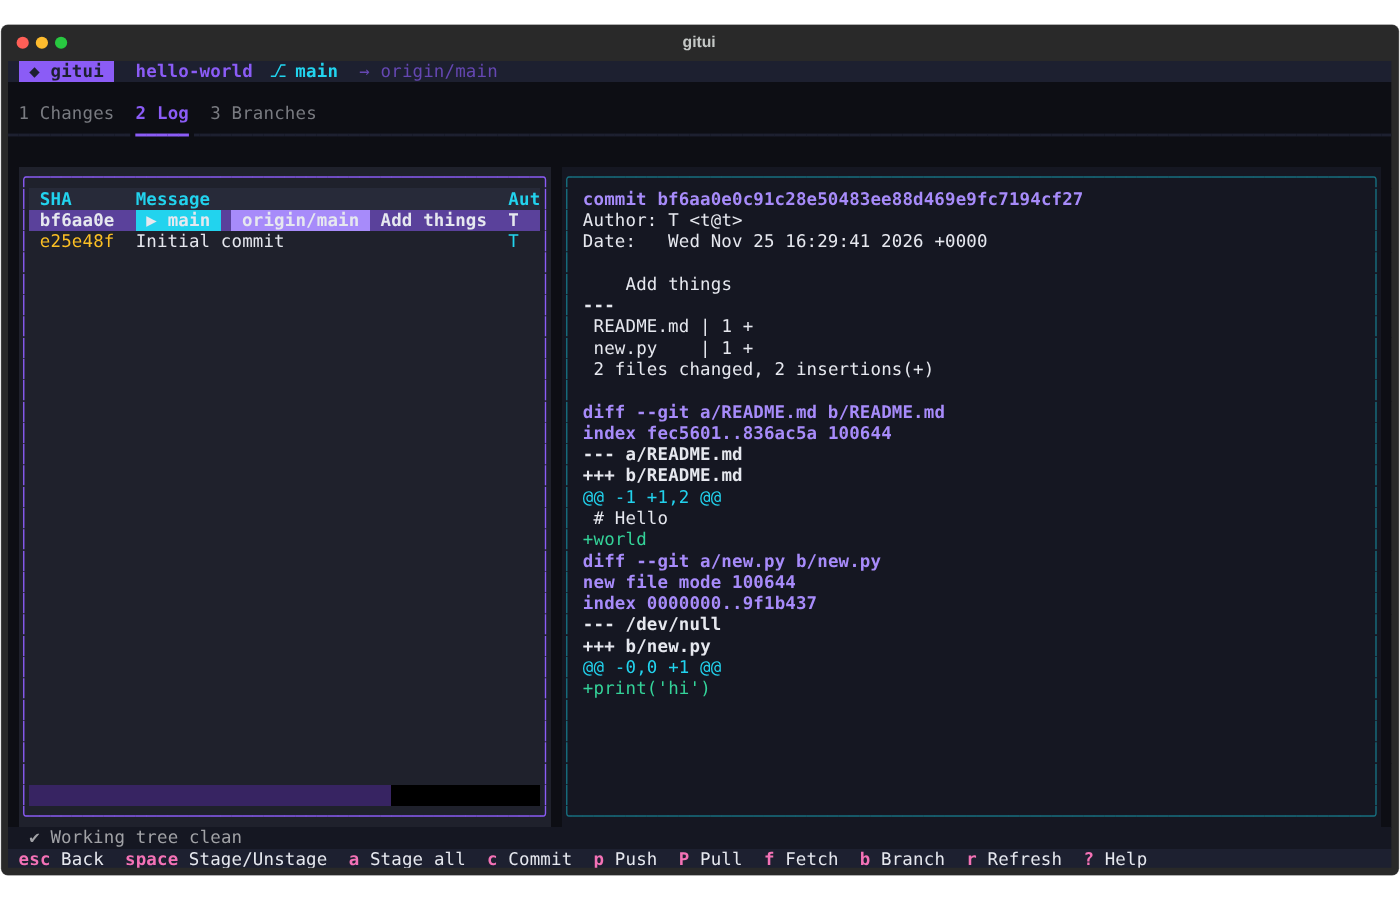 gitui
◆ gitui hello-world ⎇ main → origin/main
1 Changes 2 Log 3 Branches
SHA Message Aut
bf6aa0e ▶ main origin/main Add things T
e25e48f Initial commit T
commit bf6aa0e0c91c28e50483ee88d469e9fc7194cf27
Author: T <t@t>
Date:   Wed Nov 25 16:29:41 2026 +0000
Add things
---
README.md | 1 +
new.py    | 1 +
2 files changed, 2 insertions(+)
diff --git a/README.md b/README.md
index fec5601..836ac5a 100644
--- a/README.md
+++ b/README.md
@@ -1 +1,2 @@
# Hello
+world
diff --git a/new.py b/new.py
new file mode 100644
index 0000000..9f1b437
--- /dev/null
+++ b/new.py
@@ -0,0 +1 @@
+print('hi')
✔ Working tree clean
esc Back space Stage/Unstage a Stage all c Commit p Push P Pull f Fetch b Branch r Refresh ? Help